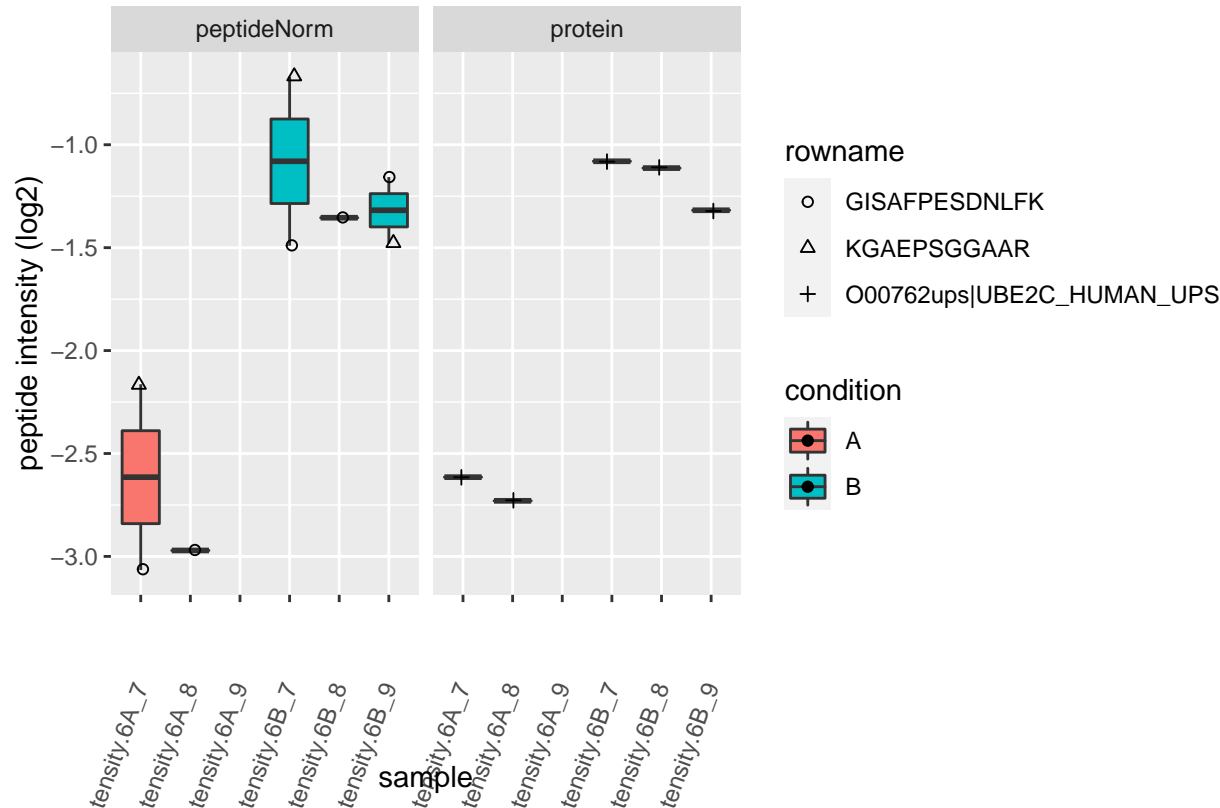 peptideNorm
protein
−1.0
−1.5
−2.0
−2.5
−3.0
peptide intensity (log2)
tensity.6A_7
tensity.6A_8
tensity.6A_9
tensity.6B_7
tensity.6B_8
tensity.6B_9
tensity.6A_7
tensity.6A_8
tensity.6A_9
tensity.6B_7
tensity.6B_8
tensity.6B_9
sample
rowname
GISAFPESDNLFK
KGAEPSGGAAR
O00762ups|UBE2C_HUMAN_UPS
condition
A
B